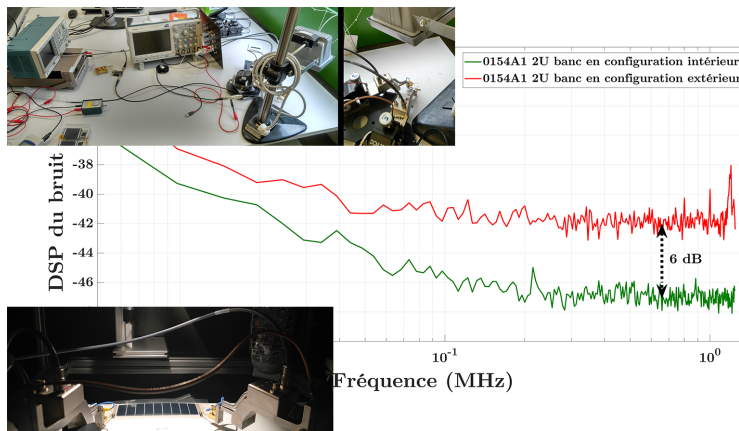 0154A1 2U banc en configuration intérieur
0154A1 2U banc en configuration extérieur
DSP du bruit
-38
-40
-42
-44
-46
6 dB
10⁻¹
10⁰
Fréquence (MHz)